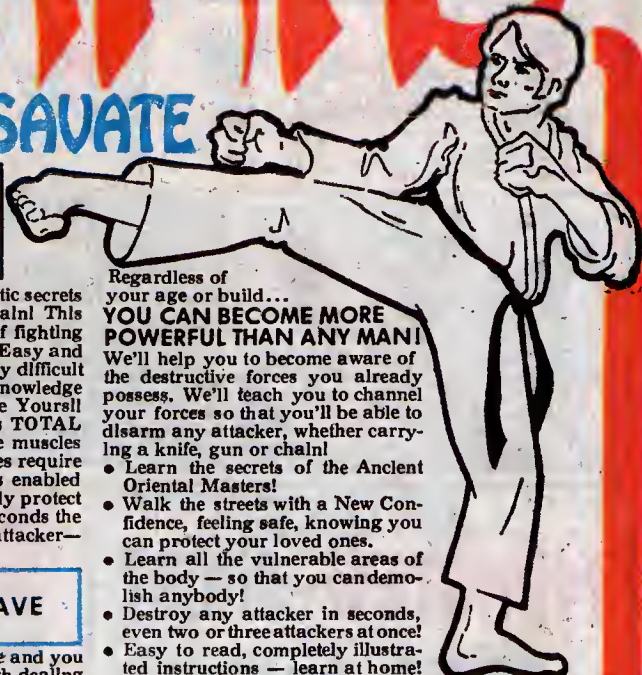 SAVATE
tic secrets
ain! This
f fighting
Easy and
y difficult
nowledge
e Yours!!
s TOTAL
e muscles
es require
s enabled
ly protect
conds the
attacker—
AVE
e and you
h dealing
Regardless of
your age or build...
YOU CAN BECOME MORE
POWERFUL THAN ANY MAN!
We'll help you to become aware of
the destructive forces you already
possess. We'll teach you to channel
your forces so that you'll be able to
disarm any attacker, whether carry-
ing a knife, gun or chain!
• Learn the secrets of the Ancient
Oriental Masters!
• Walk the streets with a New Con-
fidence, feeling safe, knowing you
can protect your loved ones.
• Learn all the vulnerable areas of
the body — so that you can demo-
lish anybody!
• Destroy any attacker in seconds,
even two or three attackers at once!
• Easy to read, completely illustra-
ted instructions — learn at home!